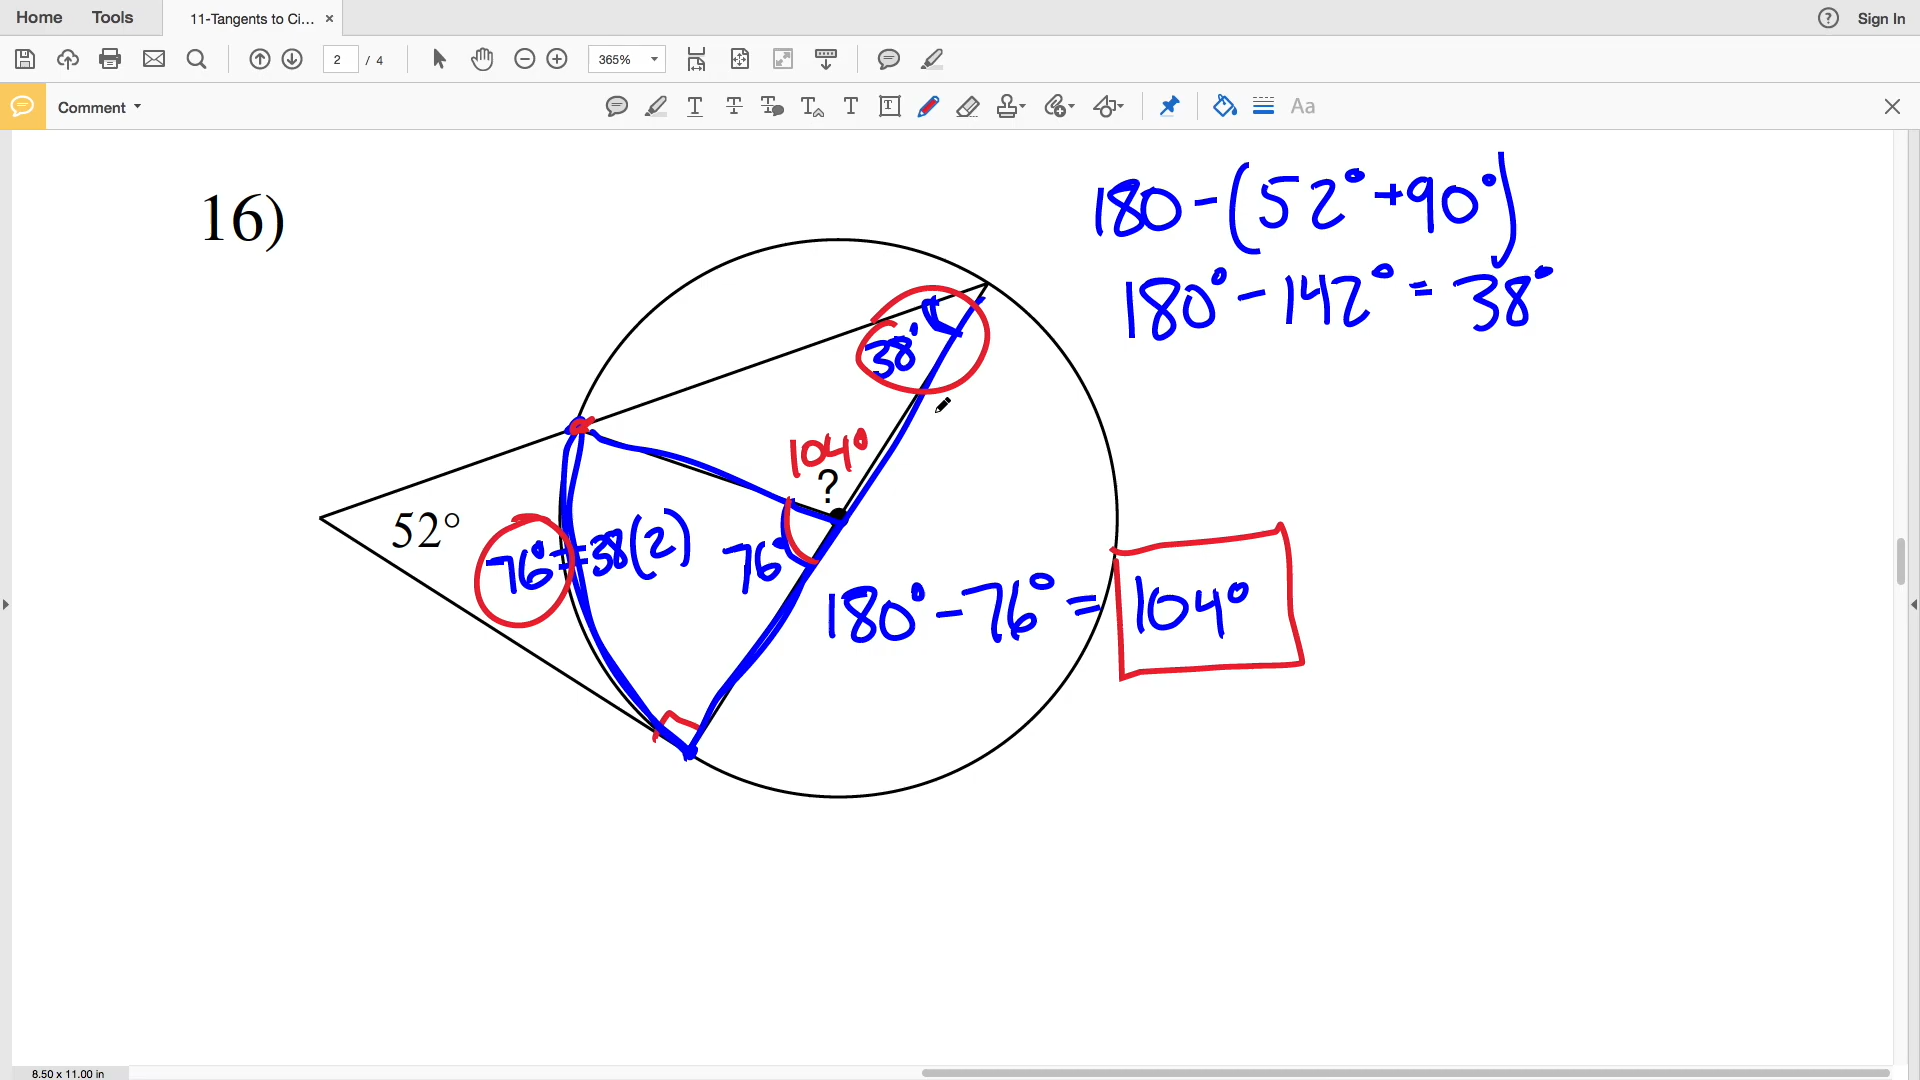 Home Tools 11-Tangents to Ci... × ? Sign In
2 / 4 365%
Comment T T T T T T Aa
16)
180-(52°+90°)
180°-142°=38°
38°
104°
?
52°
76°=38(2)
76°
180°-76°=104°
8.50 x 11.00 in